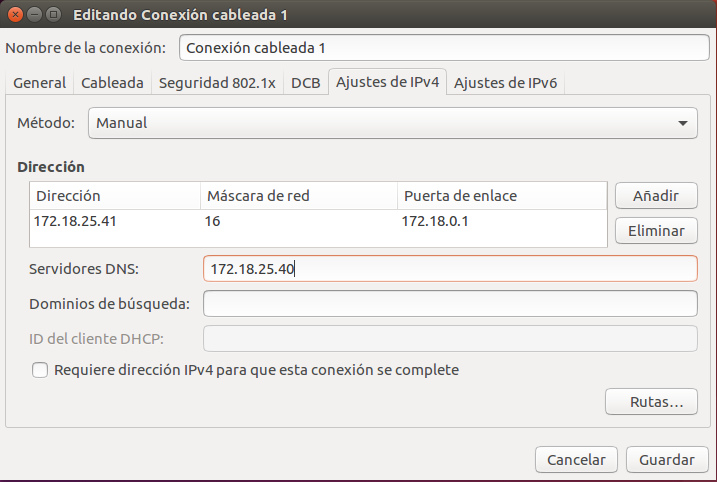 Editando Conexión cableada 1
Nombre de la conexión: Conexión cableada 1
General Cableada Seguridad 802.1x DCB Ajustes de IPv4 Ajustes de IPv6
Método: Manual
Dirección
Dirección Máscara de red Puerta de enlace Añadir
172.18.25.41 16 172.18.0.1 Eliminar
Servidores DNS: 172.18.25.40
Dominios de búsqueda:
ID del cliente DHCP:
Requiere dirección IPv4 para que esta conexión se complete
Rutas...
Cancelar Guardar